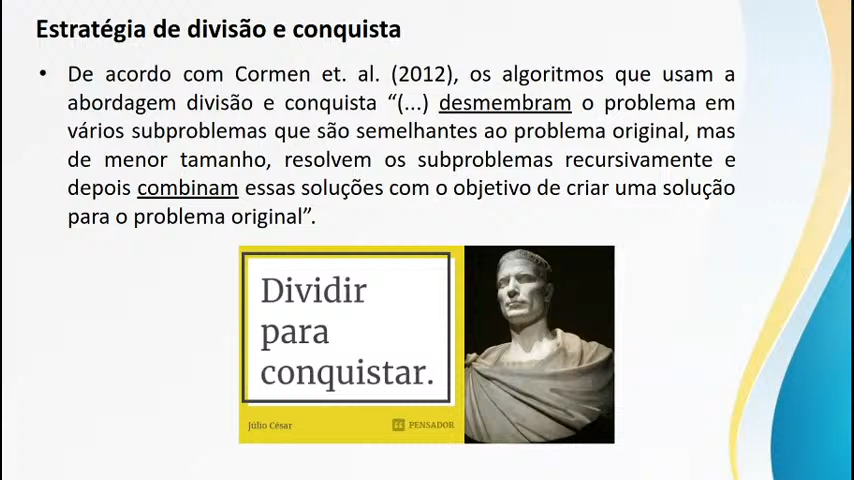 Estratégia de divisão e conquista
• De acordo com Cormen et. al. (2012), os algoritmos que usam a
abordagem divisão e conquista “(...) desmembram o problema em
vários subproblemas que são semelhantes ao problema original, mas
de menor tamanho, resolvem os subproblemas recursivamente e
depois combinam essas soluções com o objetivo de criar uma solução
para o problema original”.
Dividir
para
conquistar.
Júlio César
PENSADOR